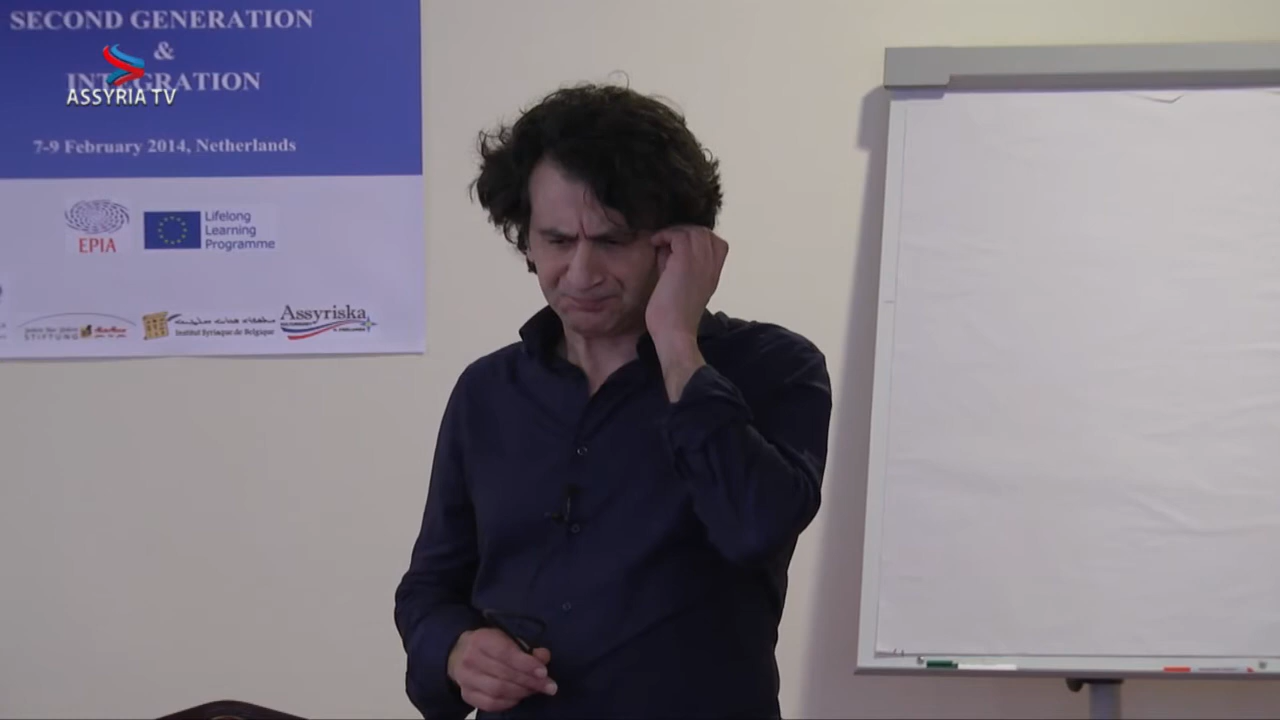 SECOND GENERATION
&
INTEGRATION
ASSYRIA TV
7-9 February 2014, Netherlands
EPIA
Lifelong
Learning
Programme
STIFTUNG
Institut Syriaque de Belgique
Assyriska